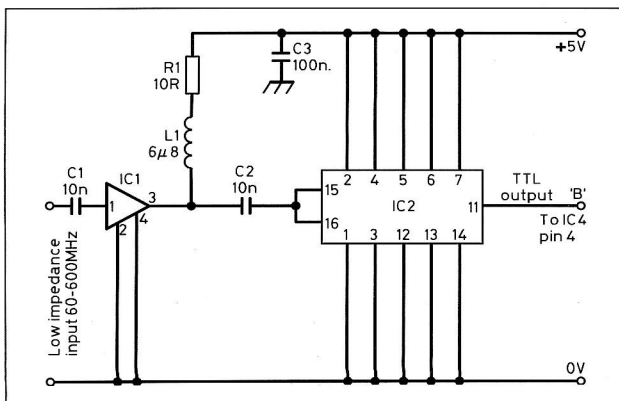 C3
100n.
+5V
R1
10R
L1
6µ8
C1
10n
IC1
1
2
3
4
C2
10n
15
16
2
4
5
6
7
IC2
11
1
3
12
13
14
TTL
output
'B'
To IC4
pin 4
Low impedance
input 60-600MHz
0V